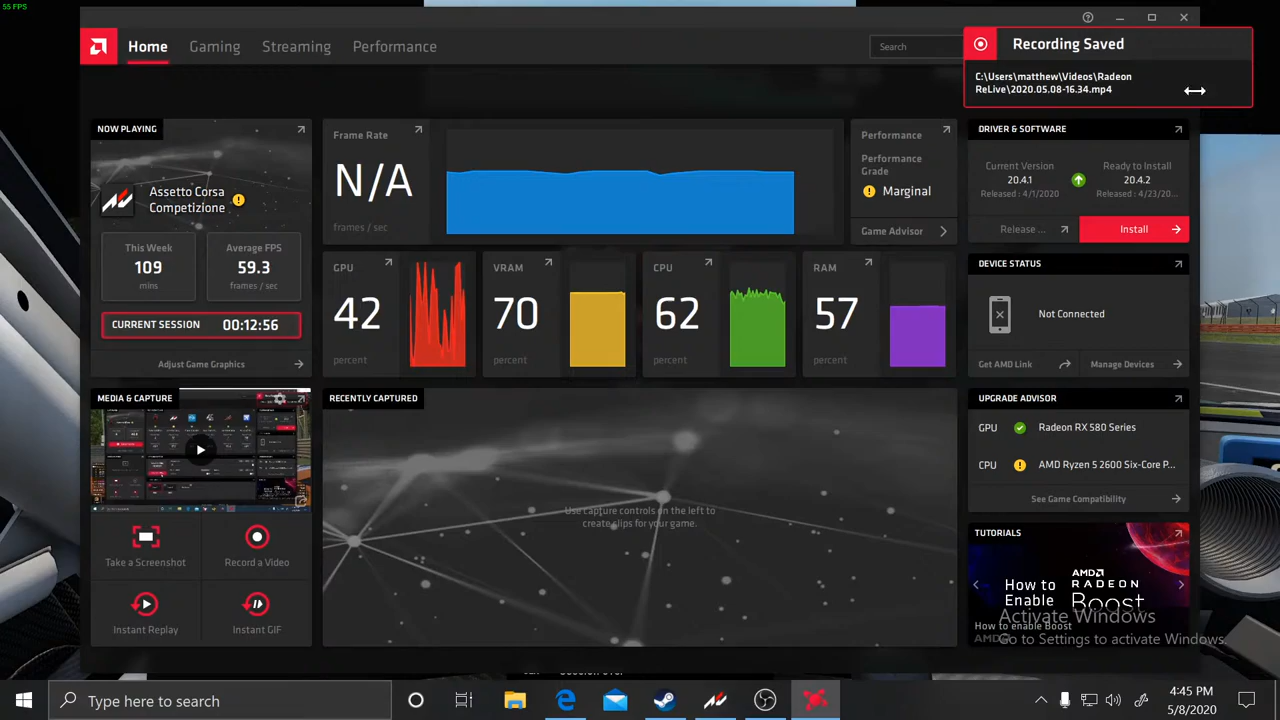 55 FPS
Home
Gaming
Streaming
Performance
Search
Recording Saved
C:\Users\matthew\Videos\Radeon
ReLive\2020.05.08-16.34.mp4
NOW PLAYING
Assetto Corsa
Competizione
This Week
109
mins
Average FPS
59.3
frames / sec
CURRENT SESSION 00:12:56
Adjust Game Graphics
Frame Rate
N/A
frames / sec
Performance
Performance
Grade
Marginal
Game Advisor
GPU
42
percent
VRAM
70
percent
CPU
62
percent
RAM
57
percent
DRIVER & SOFTWARE
Current Version
20.4.1
Released : 4/1/2020
Ready to Install
20.4.2
Released : 4/23/20...
Release ...
Install
DEVICE STATUS
Not Connected
Get AMD Link
Manage Devices
MEDIA & CAPTURE
Take a Screenshot
Record a Video
Instant Replay
Instant GIF
RECENTLY CAPTURED
Use capture controls on the left to
create clips for your game.
UPGRADE ADVISOR
GPU Radeon RX 580 Series
CPU AMD Ryzen 5 2600 Six-Core P...
See Game Compatibility
TUTORIALS
How to
Enable
AMD
RADEON
Boost
How to enable Boost
AMD
Activate Windows
Go to Settings to activate Windows.
Type here to search
4:45 PM
5/8/2020